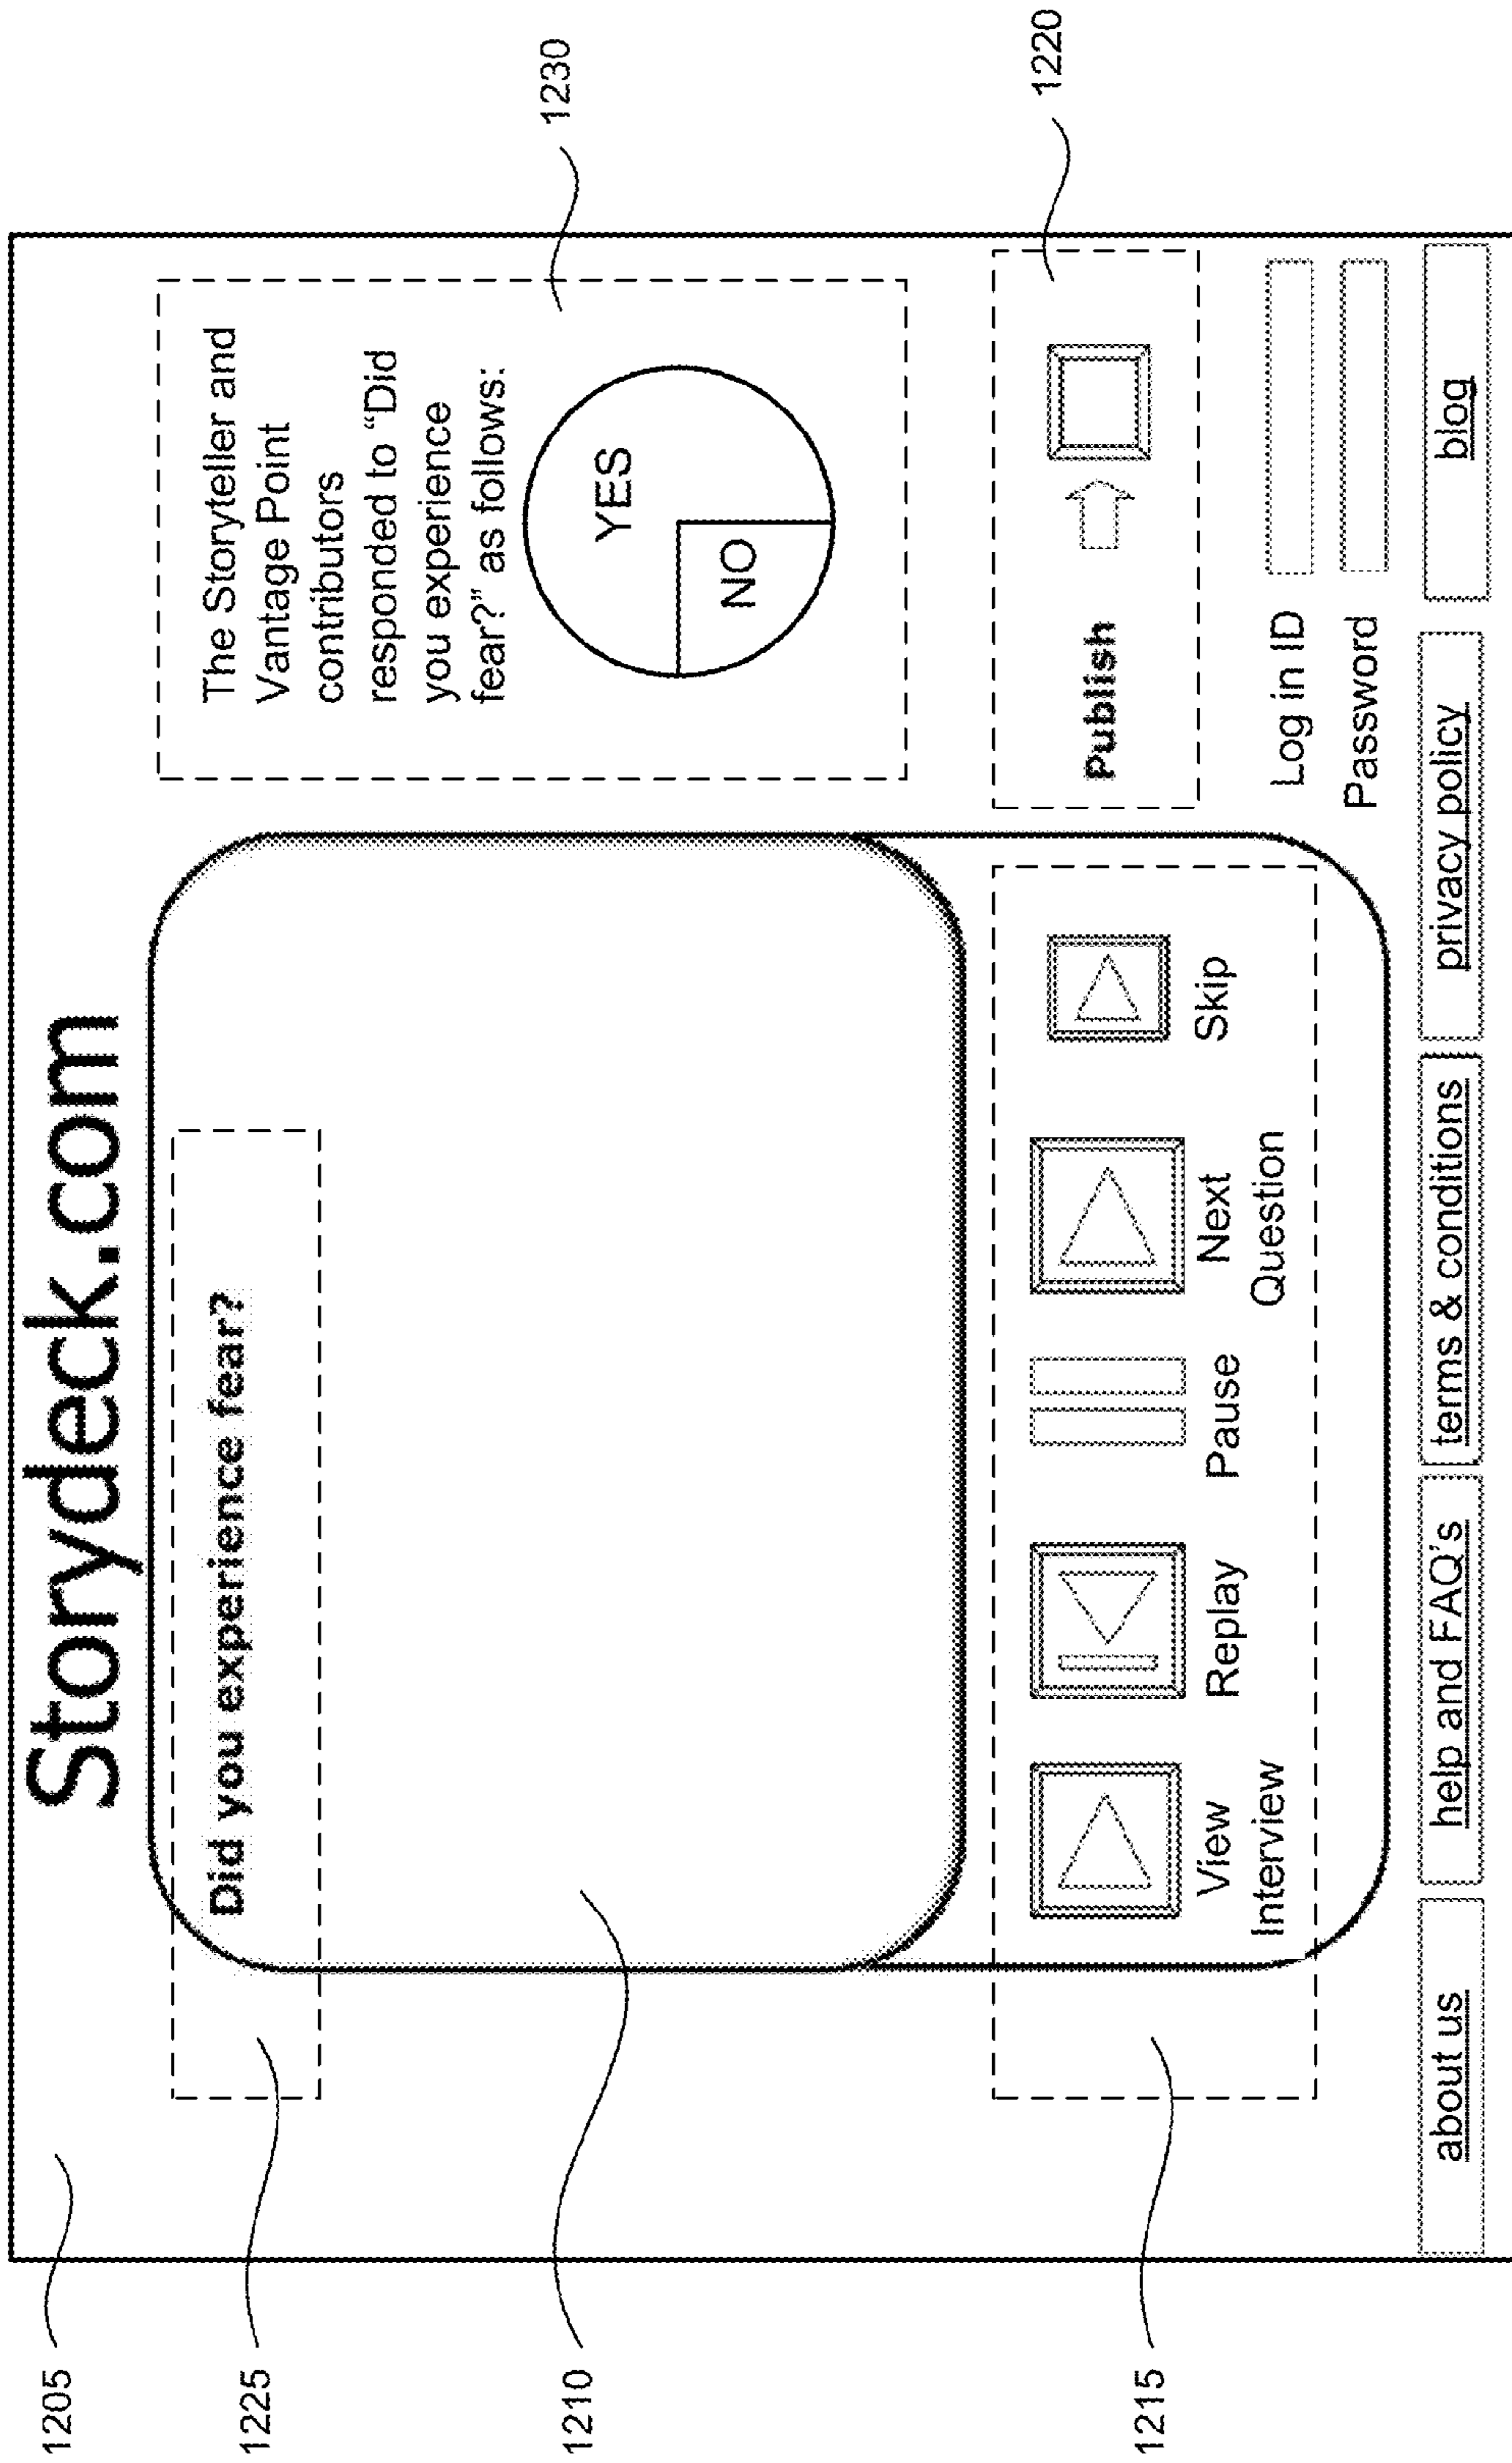 Storydeck.com
1205
1225
Did you experience fear?
1210
The Storyteller and
Vantage Point
contributors
responded to “Did
you experience
fear?” as follows:
YES
NO
1230
1215
View
Interview
Replay
Pause
Next
Question
Skip
Publish
1220
Log in ID
Password
about us
help and FAQ's
terms & conditions
privacy policy
blog